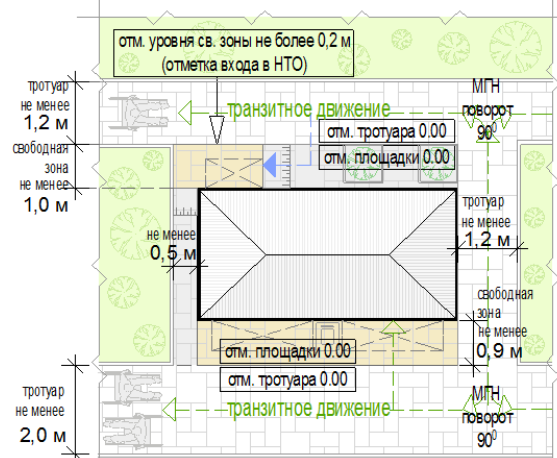 отм. уровня св. зоны не более 0,2 м
(отметка входа в НТО)
тротуар
не менее
1,2 м
транзитное движение
МГН
поворот
90⁰
отм. тротуара 0.00
отм. площадки 0.00
свободная
зона
не менее
1,0 м
тротуар
не менее
1,2 м
не менее
0,5 м
свободная
зона
не менее
0,9 м
отм. площадки 0.00
отм. тротуара 0.00
тротуар
не менее
2,0 м
транзитное движение
МГН
поворот
90⁰